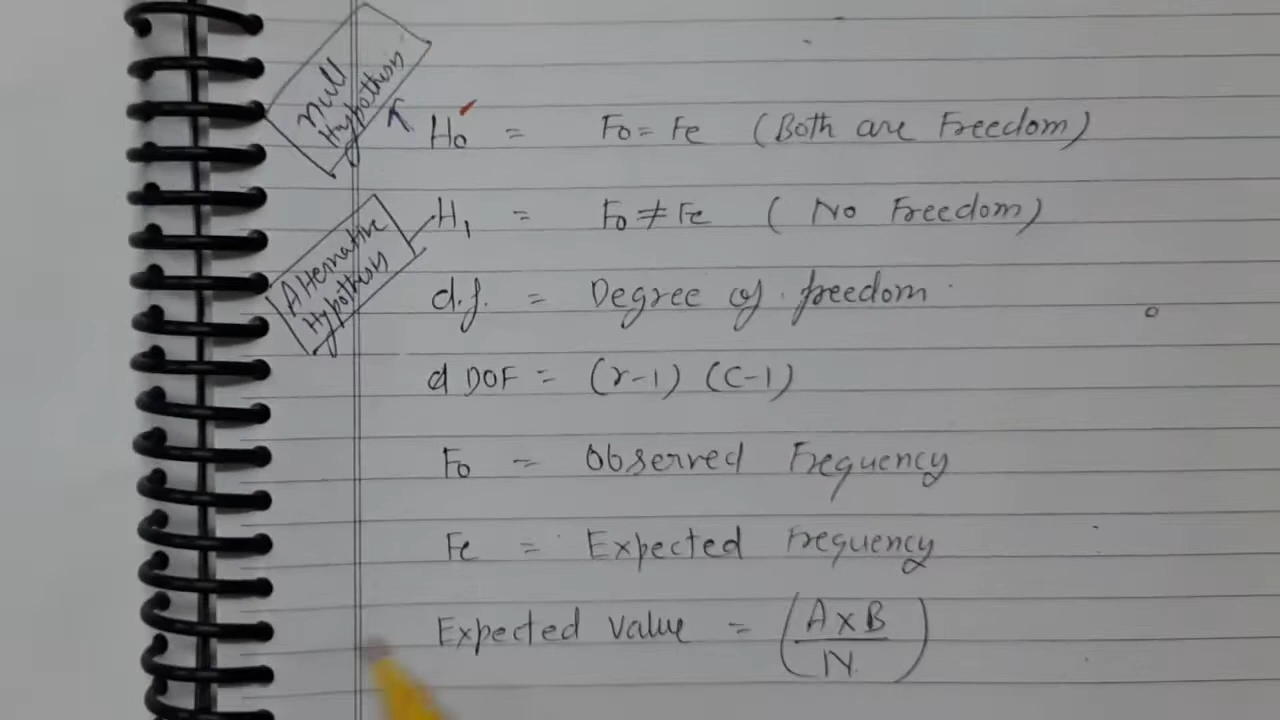 Null Hypothesis
H0 = Fo = Fe (Both are Freedom)
Alternative Hypothesis
H1 = Fo ≠ Fe (No Freedom)
d.f. = Degree of freedom
d DOF = (r-1) (C-1)
Fo = Observed Frequency
Fe = Expected Frequency
Expected value = (A×B / N)